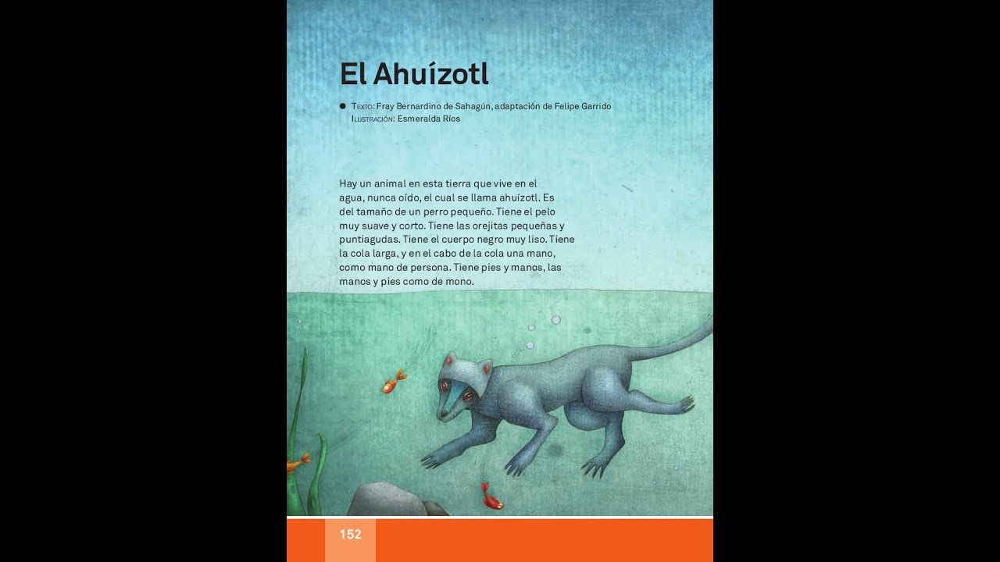 El Ahuízotl
Texto: Fray Bernardino de Sahagún, adaptación de Felipe Garrido
Ilustración: Esmeralda Ríos
Hay un animal en esta tierra que vive en el
agua, nunca oído, el cual se llama ahuízotl. Es
del tamaño de un perro pequeño. Tiene el pelo
muy suave y corto. Tiene las orejitas pequeñas y
puntiagudas. Tiene el cuerpo negro muy liso. Tiene
la cola larga, y en el cabo de la cola una mano,
como mano de persona. Tiene pies y manos, las
manos y pies como de mono.
152